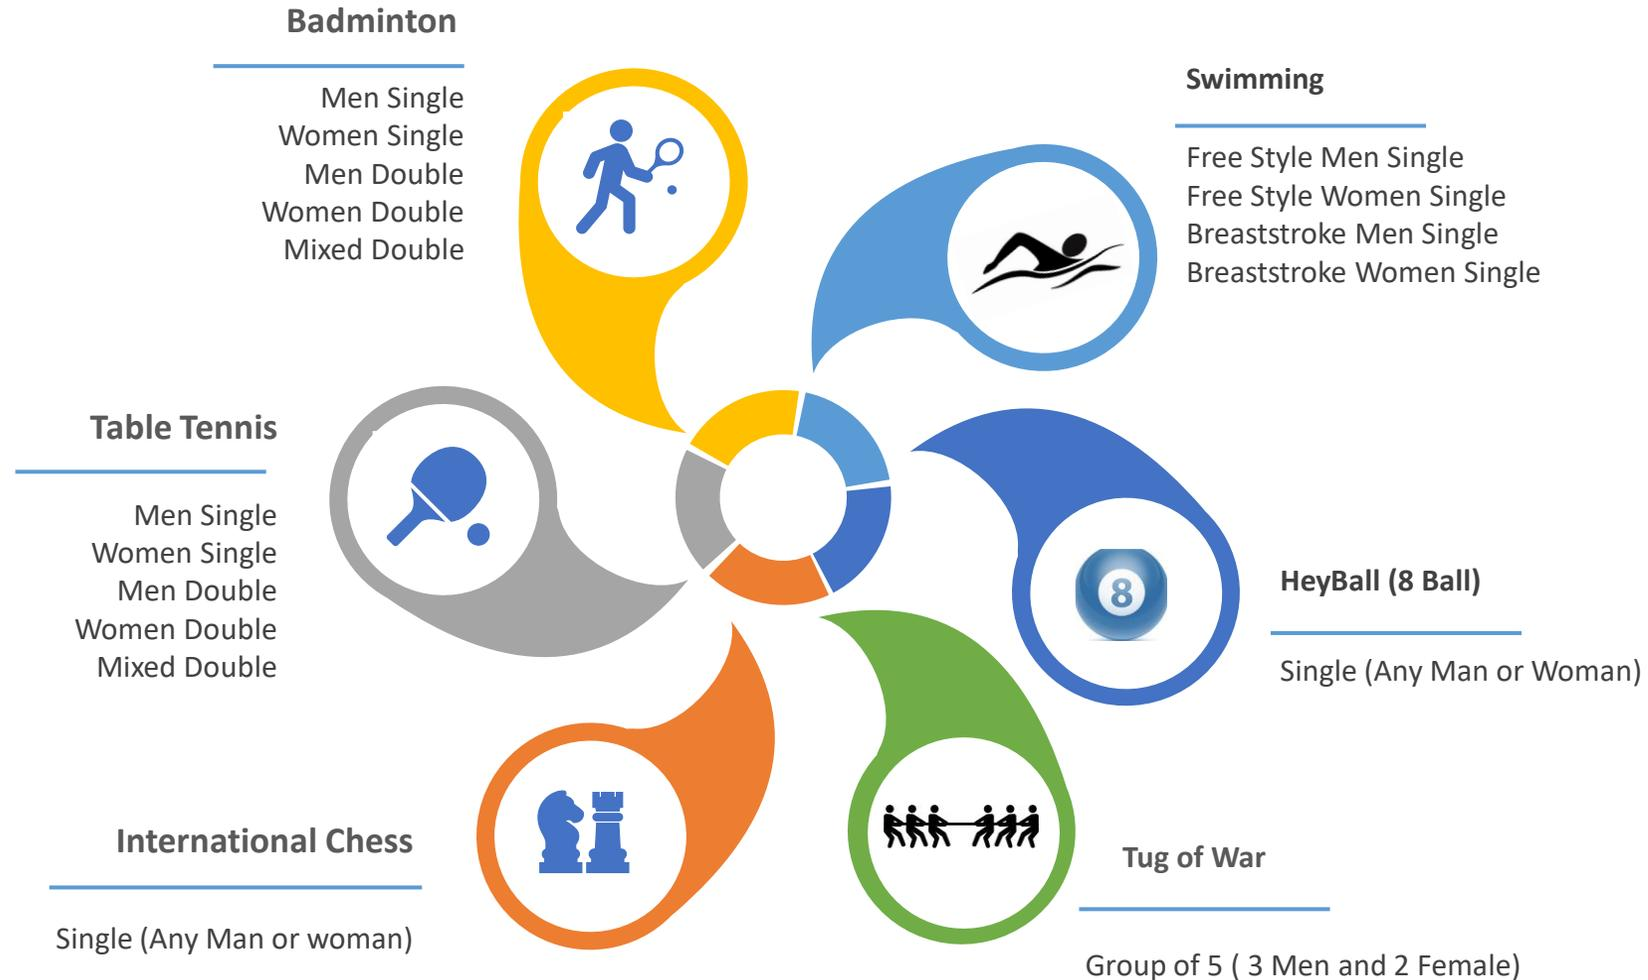 Badminton
Men Single
Women Single
Men Double
Women Double
Mixed Double
Swimming
Free Style Men Single
Free Style Women Single
Breaststroke Men Single
Breaststroke Women Single
Table Tennis
Men Single
Women Single
Men Double
Women Double
Mixed Double
8
HeyBall (8 Ball)
Single (Any Man or Woman)
International Chess
Single (Any Man or woman)
Tug of War
Group of 5 ( 3 Men and 2 Female)